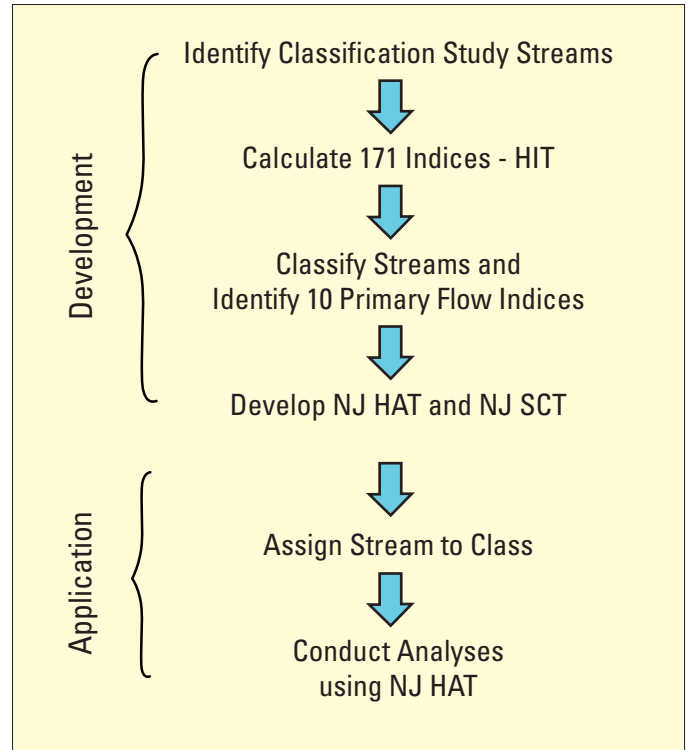 Development
Identify Classification Study Streams
Calculate 171 Indices - HIT
Classify Streams and
Identify 10 Primary Flow Indices
Develop NJ HAT and NJ SCT
Application
Assign Stream to Class
Conduct Analyses
using NJ HAT